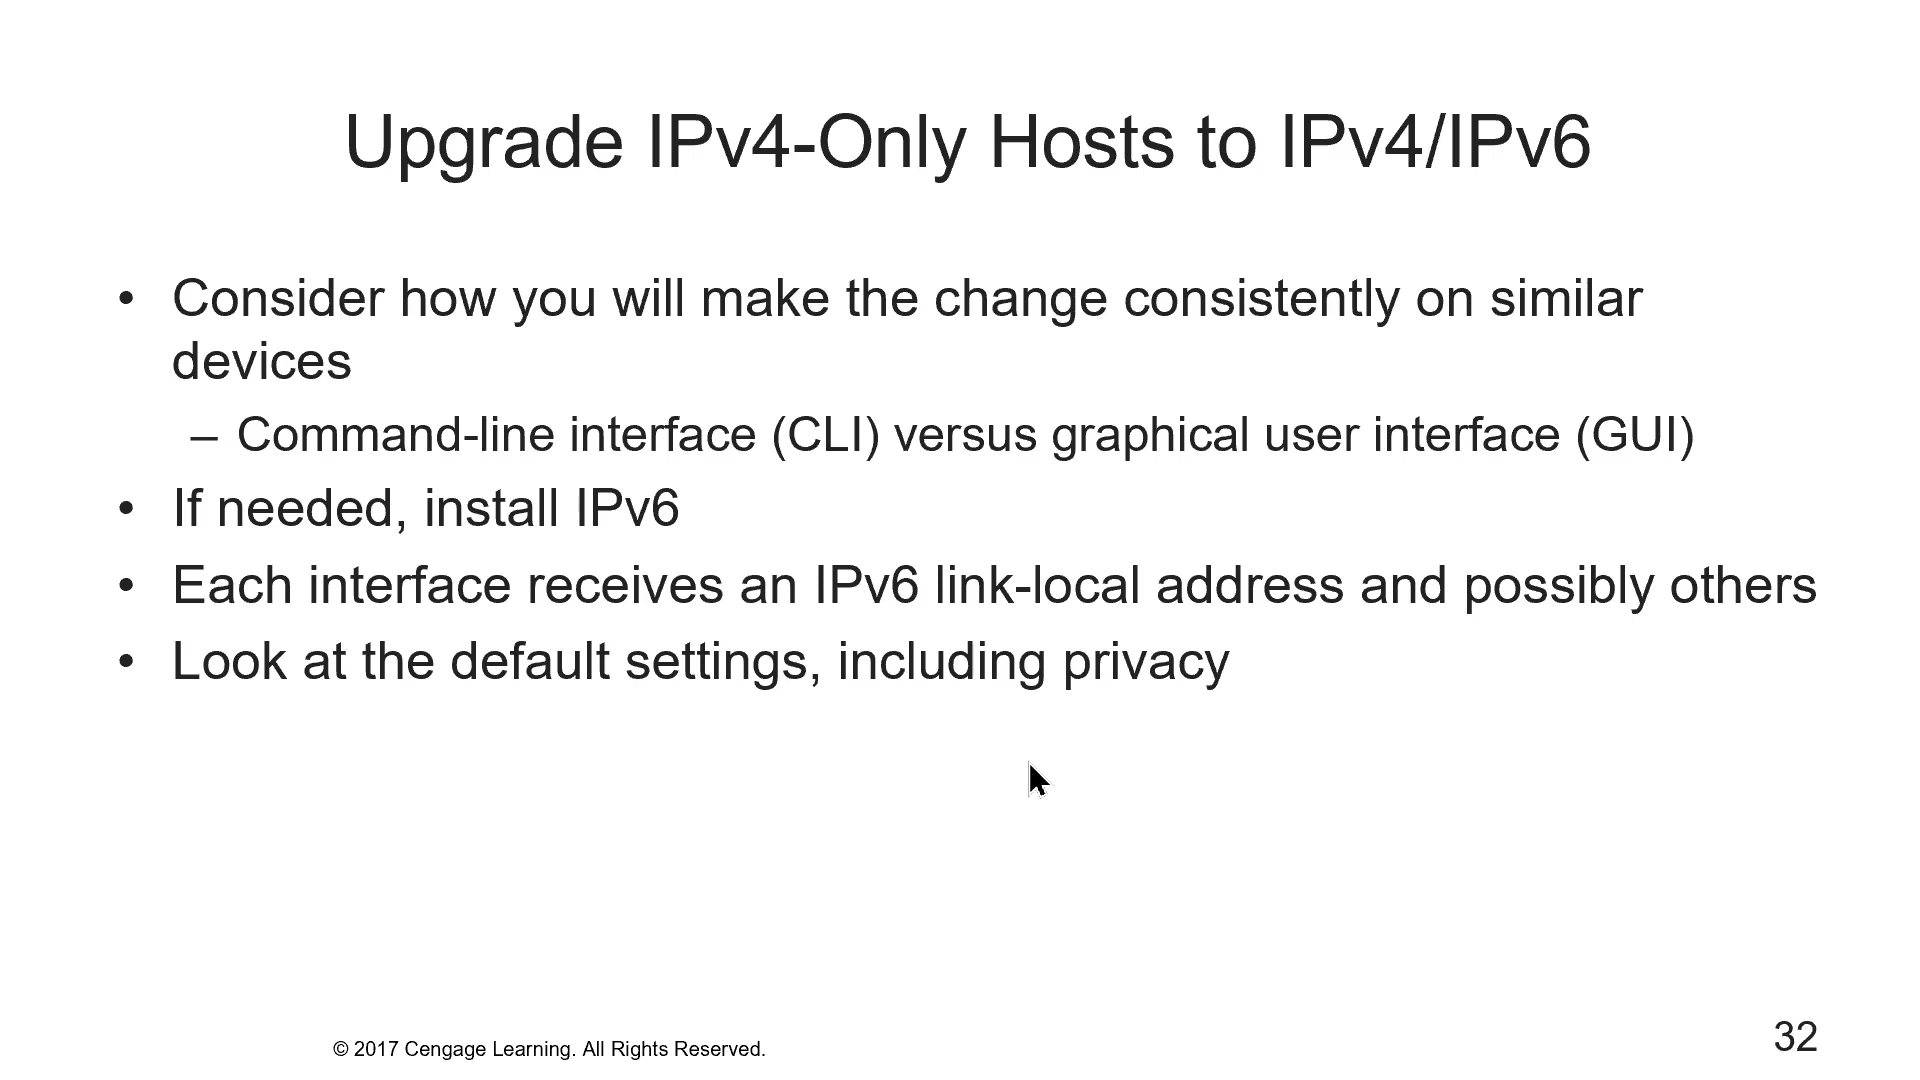 Upgrade IPv4-Only Hosts to IPv4/IPv6
• Consider how you will make the change consistently on similar
devices
– Command-line interface (CLI) versus graphical user interface (GUI)
• If needed, install IPv6
• Each interface receives an IPv6 link-local address and possibly others
• Look at the default settings, including privacy
© 2017 Cengage Learning. All Rights Reserved.
32